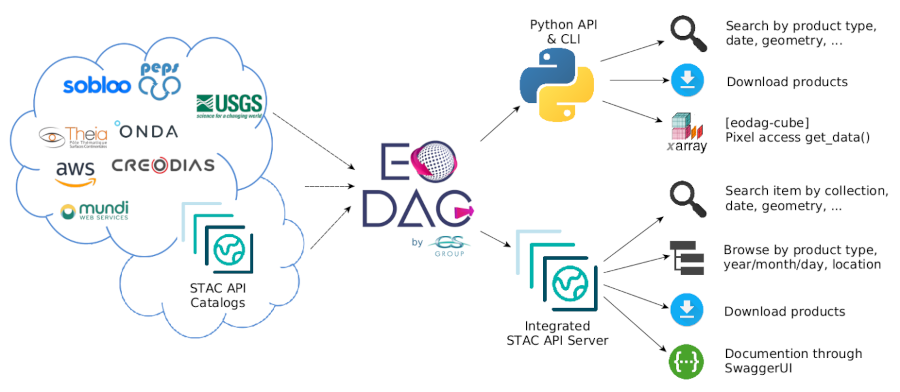 sobloo
peps
USGS
science for a changing world
Theia
Pôle Thématique
Surfaces Continentales
ONDA
aws
CREODIAS
mundi
WEB SERVICES
STAC API
Catalogs
EO
DAG
by CS
GROUP
Python API
& CLI
Search by product type,
date, geometry, ...
Download products
xarray
[eodag-cube]
Pixel access get_data()
Integrated
STAC API Server
Search item by collection,
date, geometry, ...
Browse by product type,
year/month/day, location
Download products
{···}
Documention through
SwaggerUI